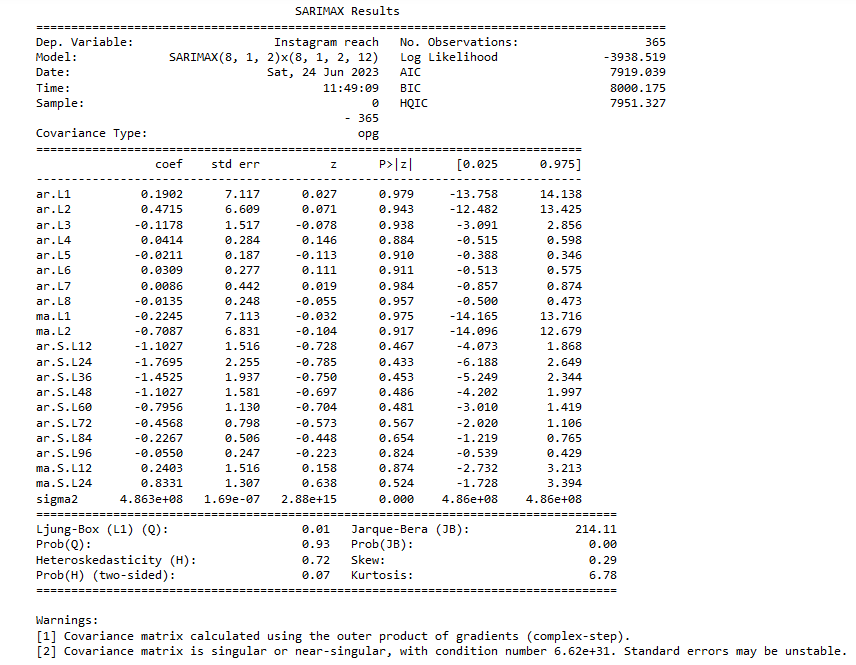 SARIMAX Results
==========================================================================================
Dep. Variable:                    Instagram reach   No. Observations:                  365
Model:             SARIMAX(8, 1, 2)x(8, 1, 2, 12)   Log Likelihood               -3938.519
Date:                            Sat, 24 Jun 2023   AIC                           7919.039
Time:                                    11:49:09   BIC                           8000.175
Sample:                                         0   HQIC                          7951.327
                                            - 365
Covariance Type:                              opg
==============================================================================
                 coef    std err          z      P>|z|      [0.025      0.975]
------------------------------------------------------------------------------
ar.L1          0.1902      7.117      0.027      0.979     -13.758      14.138
ar.L2          0.4715      6.609      0.071      0.943     -12.482      13.425
ar.L3         -0.1178      1.517     -0.078      0.938      -3.091       2.856
ar.L4          0.0414      0.284      0.146      0.884      -0.515       0.598
ar.L5         -0.0211      0.187     -0.113      0.910      -0.388       0.346
ar.L6          0.0309      0.277      0.111      0.911      -0.513       0.575
ar.L7          0.0086      0.442      0.019      0.984      -0.857       0.874
ar.L8         -0.0135      0.248     -0.055      0.957      -0.500       0.473
ma.L1         -0.2245      7.113     -0.032      0.975     -14.165      13.716
ma.L2         -0.7087      6.831     -0.104      0.917     -14.096      12.679
ar.S.L12      -1.1027      1.516     -0.728      0.467      -4.073       1.868
ar.S.L24      -1.7695      2.255     -0.785      0.433      -6.188       2.649
ar.S.L36      -1.4525      1.937     -0.750      0.453      -5.249       2.344
ar.S.L48      -1.1027      1.581     -0.697      0.486      -4.202       1.997
ar.S.L60      -0.7956      1.130     -0.704      0.481      -3.010       1.419
ar.S.L72      -0.4568      0.798     -0.573      0.567      -2.020       1.106
ar.S.L84      -0.2267      0.506     -0.448      0.654      -1.219       0.765
ar.S.L96      -0.0550      0.247     -0.223      0.824      -0.539       0.429
ma.S.L12       0.2403      1.516      0.158      0.874      -2.732       3.213
ma.S.L24       0.8331      1.307      0.638      0.524      -1.728       3.394
sigma2      4.863e+08   1.69e-07   2.88e+15      0.000    4.86e+08    4.86e+08
===================================================================================
Ljung-Box (L1) (Q):                   0.01   Jarque-Bera (JB):               214.11
Prob(Q):                              0.93   Prob(JB):                         0.00
Heteroskedasticity (H):               0.72   Skew:                             0.29
Prob(H) (two-sided):                  0.07   Kurtosis:                         6.78
===================================================================================

Warnings:
[1] Covariance matrix calculated using the outer product of gradients (complex-step).
[2] Covariance matrix is singular or near-singular, with condition number 6.62e+31. Standard errors may be unstable.